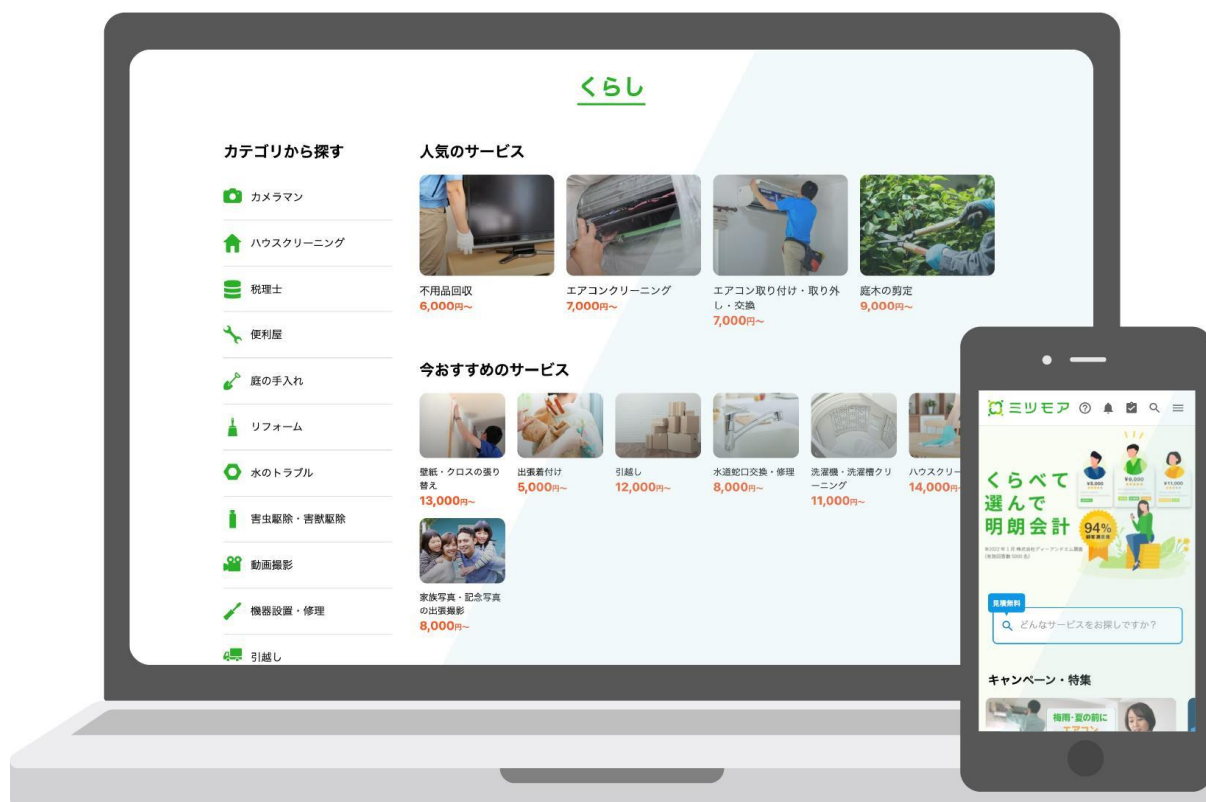 くらし
カテゴリから探す
カメラマン
ハウスクリーニング
税理士
便利屋
庭の手入れ
リフォーム
水のトラブル
害虫駆除・害獣駆除
動画撮影
機器設置・修理
引越し
人気のサービス
不用品回収
6,000円～
エアコンクリーニング
7,000円～
エアコン取り付け・取り外
し・交換
7,000円～
庭木の剪定
9,000円～
今おすすめのサービス
壁紙・クロスの張り
替え
13,000円～
出張着付け
5,000円～
引越し
12,000円～
水道蛇口交換・修理
8,000円～
洗濯機・洗濯槽クリ
ーニング
11,000円～
ハウスクリー
14,000円
家族写真・記念写真
の出張撮影
8,000円～
ミツモア
くらべて
選んで
明朗会計
¥8,000
¥9,000
¥11,000
94%
見積無料
どんなサービスをお探しですか？
キャンペーン・特集
梅雨・夏の前に
エアコン